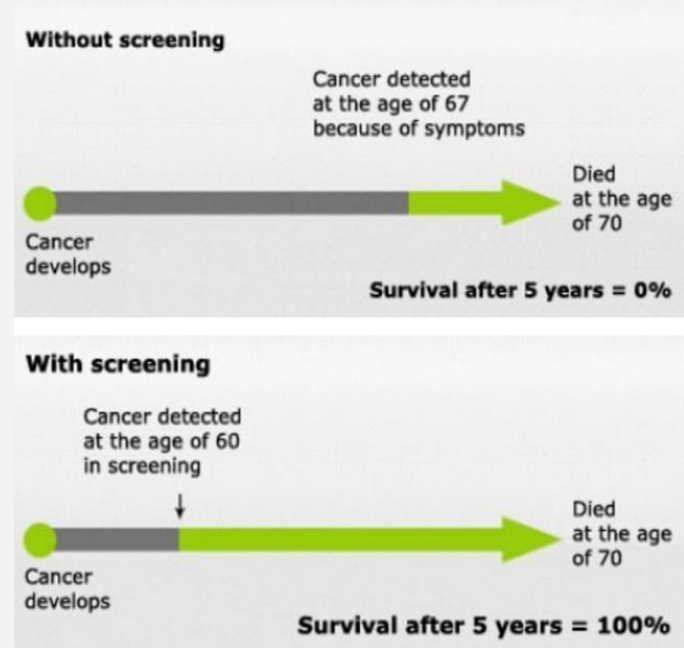 Without screening
Cancer detected
at the age of 67
because of symptoms
Died
at the age
of 70
Cancer
develops
Survival after 5 years = 0%
With screening
Cancer detected
at the age of 60
in screening
Died
at the age
of 70
Cancer
develops
Survival after 5 years = 100%